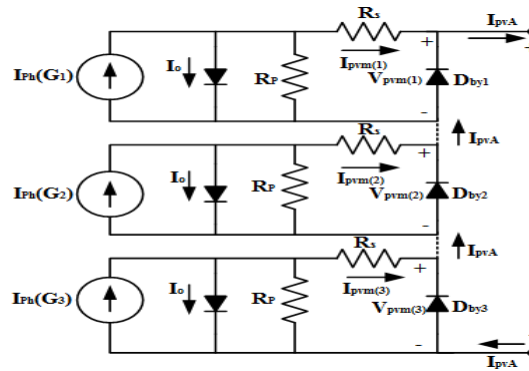 Rs
IpvA
+
IPh(G1)
Io
RP
Ipvm(1)
Vpvm(1)
Dby1
-
IpvA
Rs
+
IPh(G2)
Io
RP
Ipvm(2)
Vpvm(2)
Dby2
-
IpvA
Rs
+
IPh(G3)
Io
RP
Ipvm(3)
Vpvm(3)
Dby3
-
IpvA